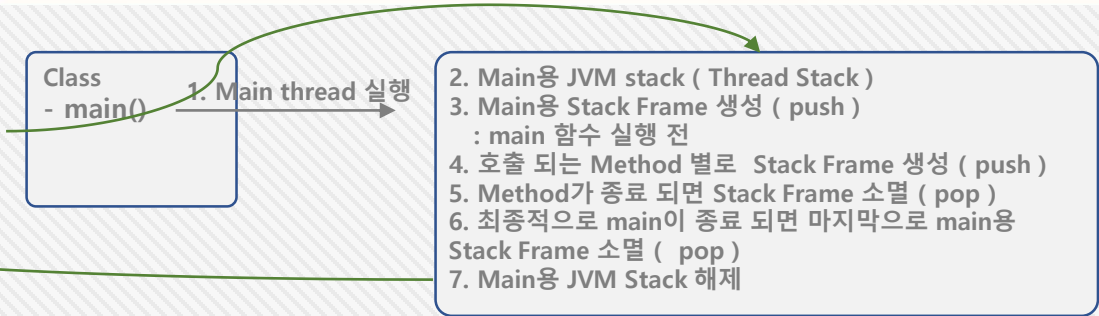 Class
- main()
1. Main thread 실행
2. Main용 JVM stack ( Thread Stack )
3. Main용 Stack Frame 생성 ( push )
: main 함수 실행 전
4. 호출 되는 Method 별로 Stack Frame 생성 ( push )
5. Method가 종료 되면 Stack Frame 소멸 ( pop )
6. 최종적으로 main이 종료 되면 마지막으로 main용
Stack Frame 소멸 ( pop )
7. Main용 JVM Stack 해제